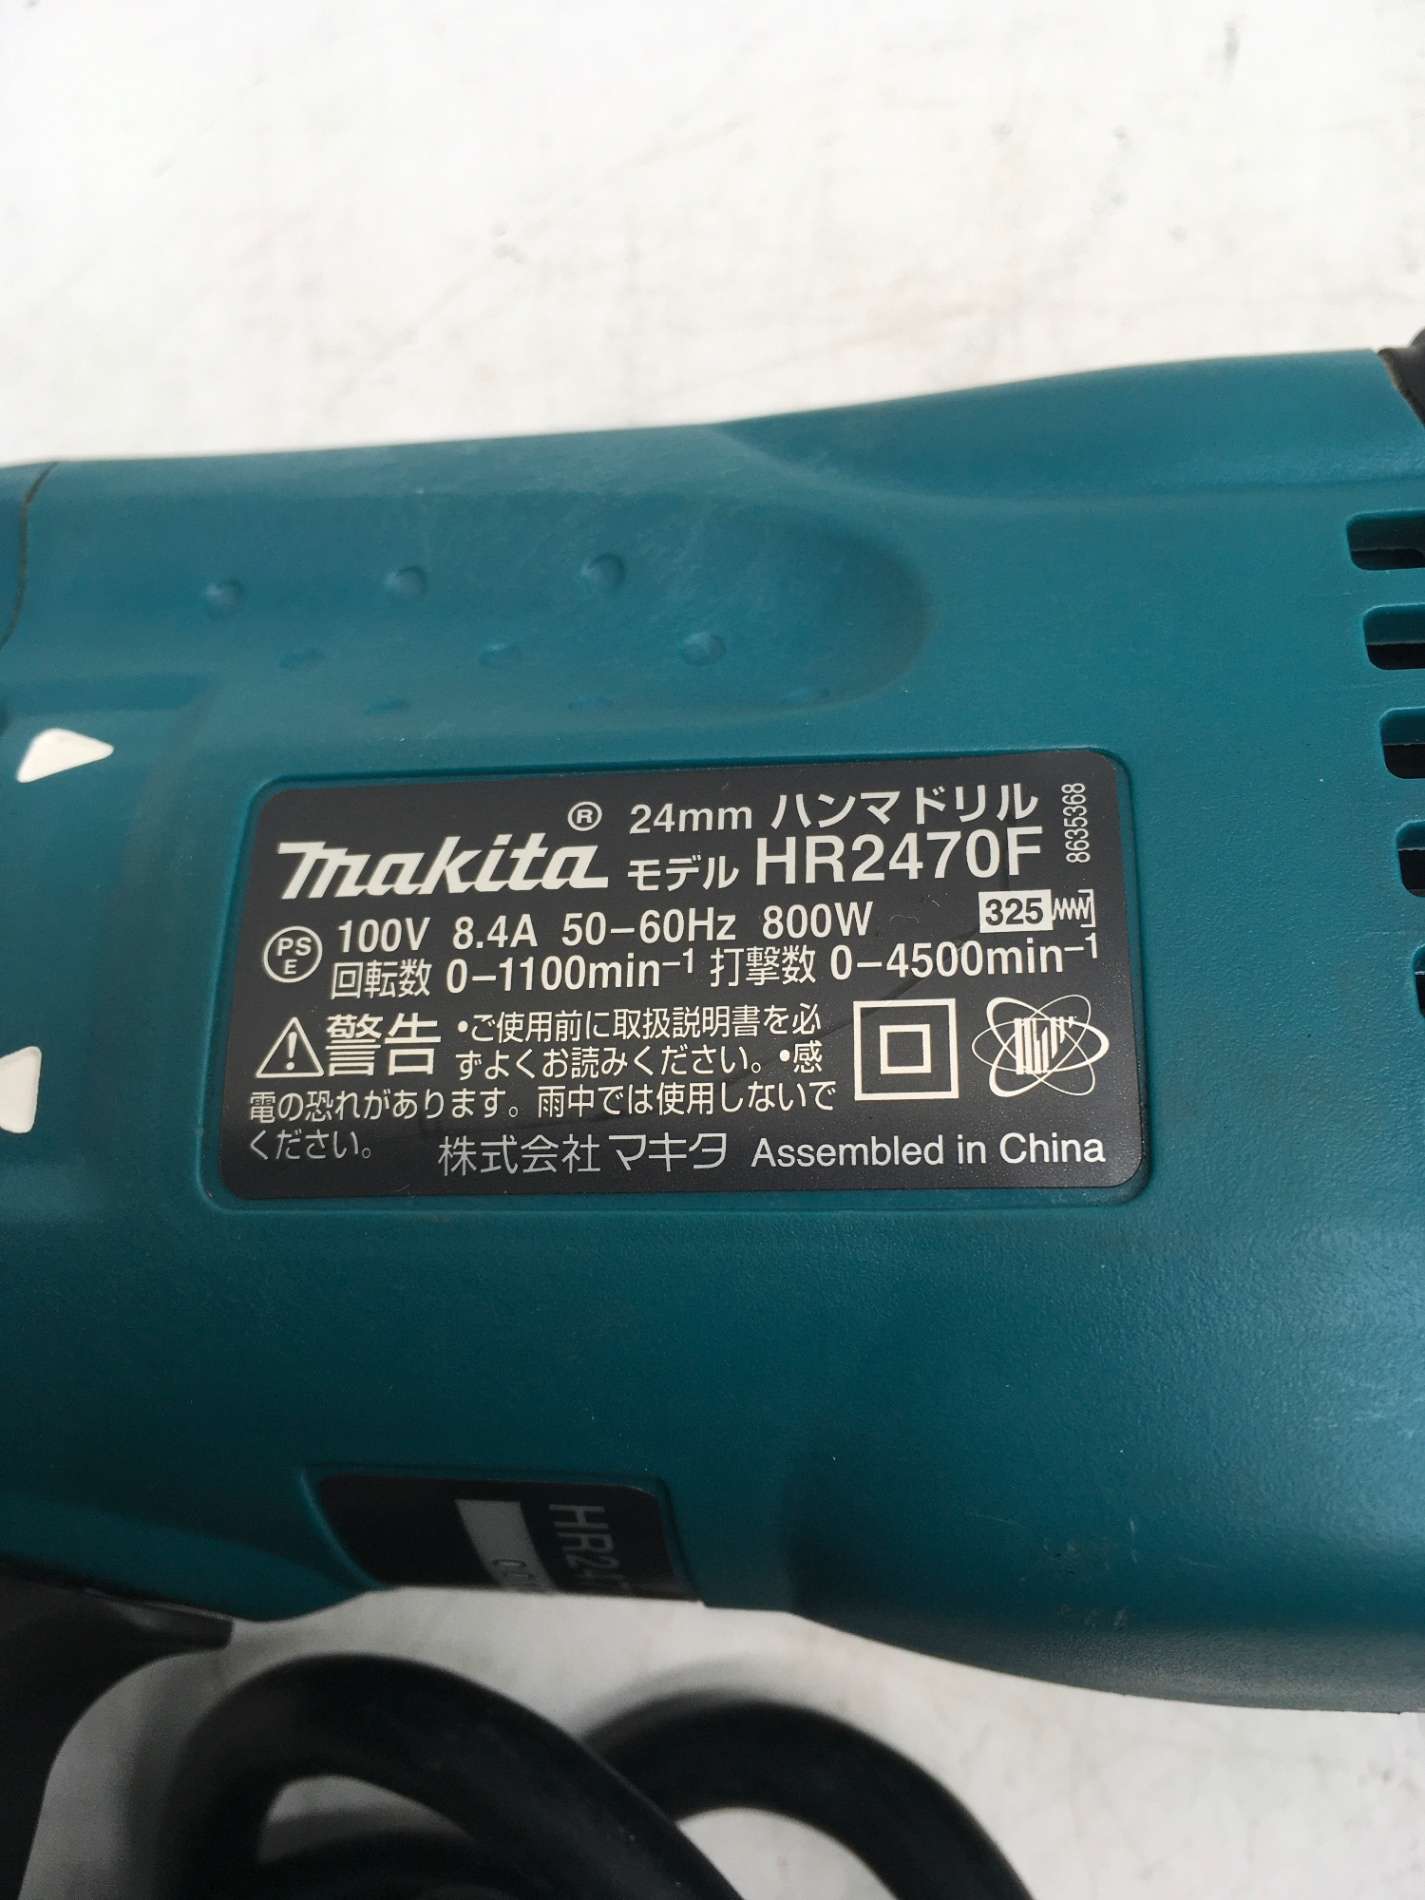 makita® 24mm ハンマドリル
モデル HR2470F
8635368
PSE 100V 8.4A 50-60Hz 800W 325
回転数 0-1100min-1 打撃数 0-4500min-1
警告 •ご使用前に取扱説明書を必
ずよくお読みください。•感
電の恐れがあります。雨中では使用しないで
ください。
株式会社マキタ Assembled in China
HR247